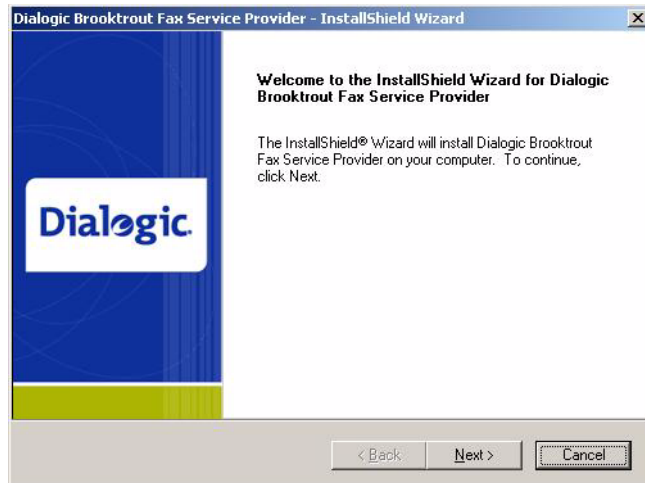 Dialogic Brooktrout Fax Service Provider - InstallShield Wizard
Welcome to the InstallShield Wizard for Dialogic
Brooktrout Fax Service Provider
The InstallShield® Wizard will install Dialogic Brooktrout
Fax Service Provider on your computer. To continue,
click Next.
Dialogic.
< Back
Next >
Cancel